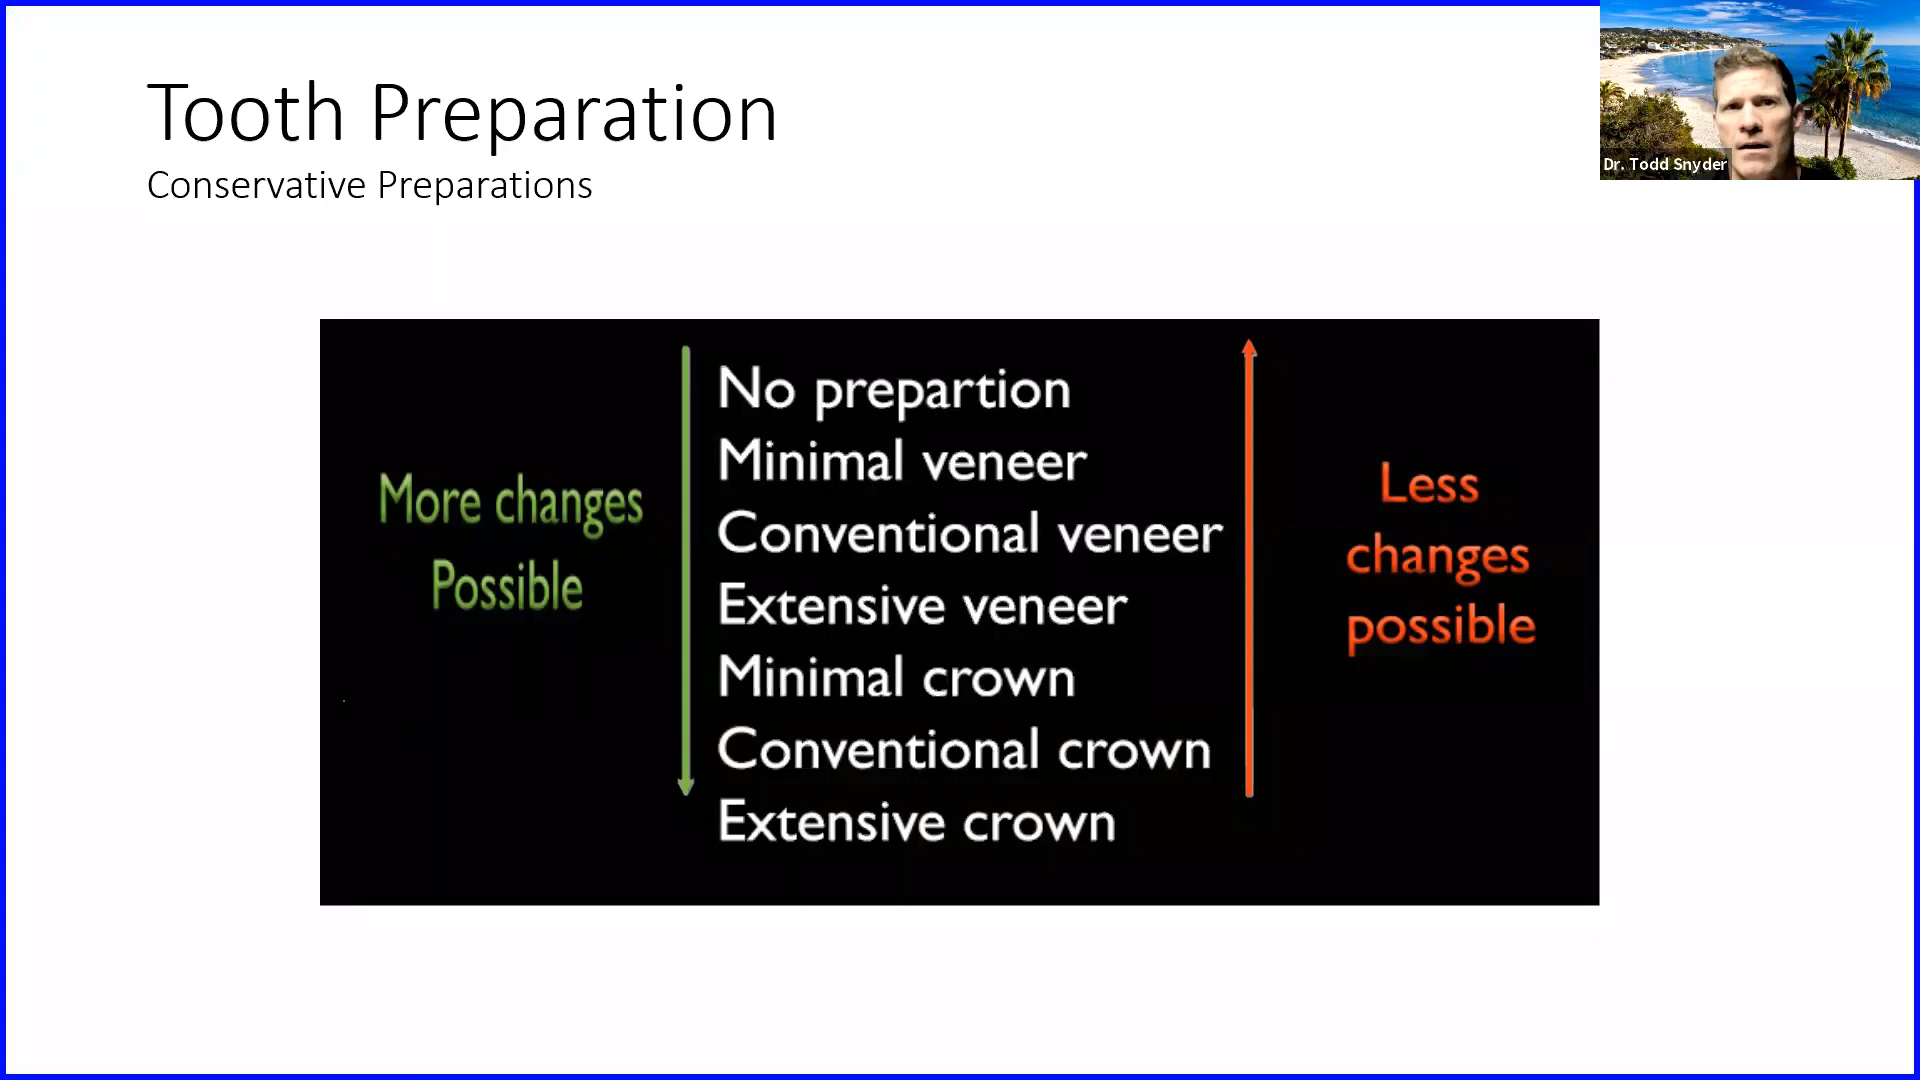 Tooth Preparation
Conservative Preparations
Dr. Todd Snyder
More changes
Possible
No prepartion
Minimal veneer
Conventional veneer
Extensive veneer
Minimal crown
Conventional crown
Extensive crown
Less
changes
possible